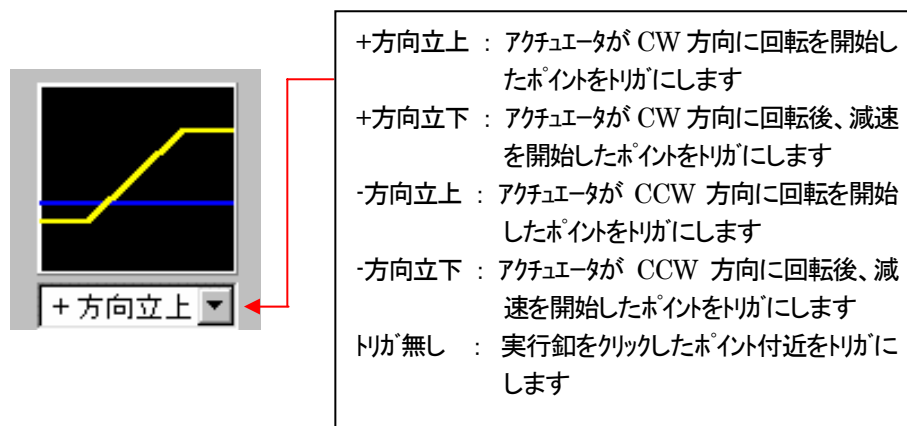 +方向立上 : ｱｸﾁｭｴｰﾀが CW 方向に回転を開始し
たﾎﾟｲﾝﾄをﾄﾘｶﾞにします
+方向立下 : ｱｸﾁｭｴｰﾀが CW 方向に回転後、減速
を開始したﾎﾟｲﾝﾄをﾄﾘｶﾞにします
-方向立上 : ｱｸﾁｭｴｰﾀが CCW 方向に回転を開始
したﾎﾟｲﾝﾄをﾄﾘｶﾞにします
-方向立下 : ｱｸﾁｭｴｰﾀが CCW 方向に回転後、減
速を開始したﾎﾟｲﾝﾄをﾄﾘｶﾞにします
ﾄﾘｶﾞ無し : 実行釦をｸﾘｯｸしたﾎﾟｲﾝﾄ付近をﾄﾘｶﾞに
します
+方向立上